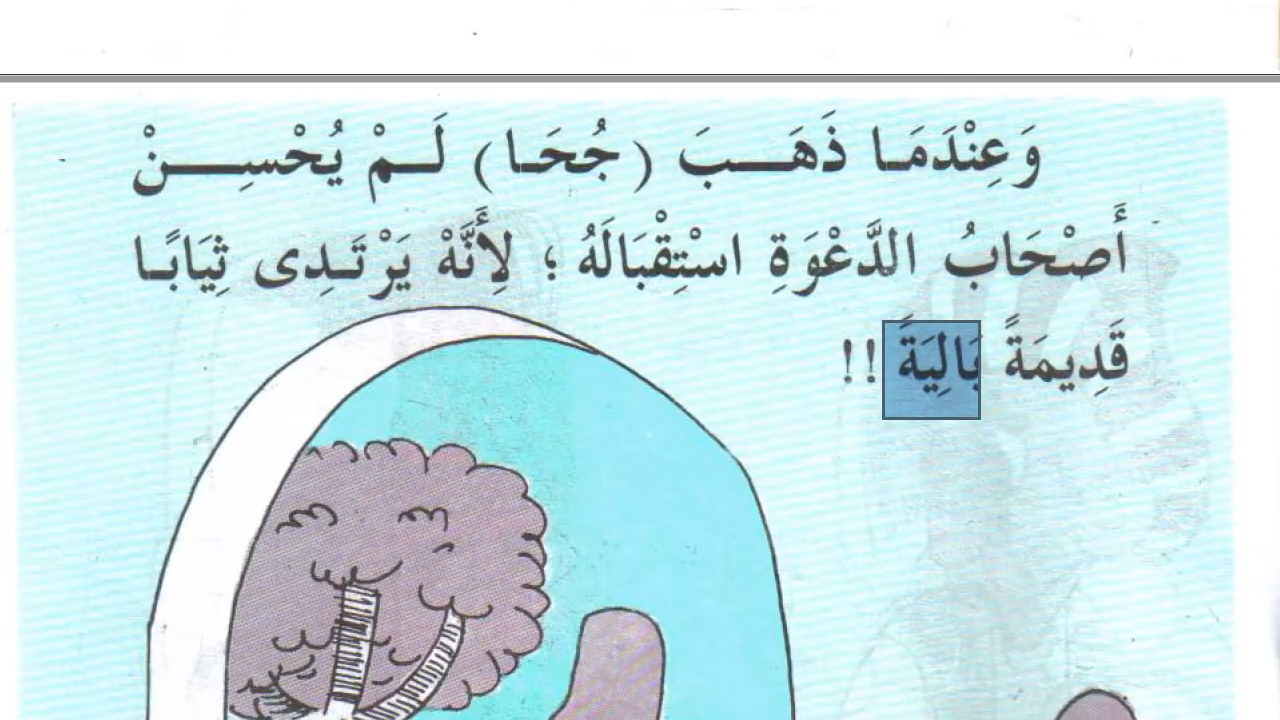 وَعِنْدَمَا ذَهَبَ (جُحَا) لَمْ يُحْسِنْ
أَصْحَابُ الدَّعْوَةِ اسْتِقْبَالَهُ ؛ لِأَنَّهْ يَرْتَدِى ثِيَابًا
قَدِيمَةً بَالِيَةً !!